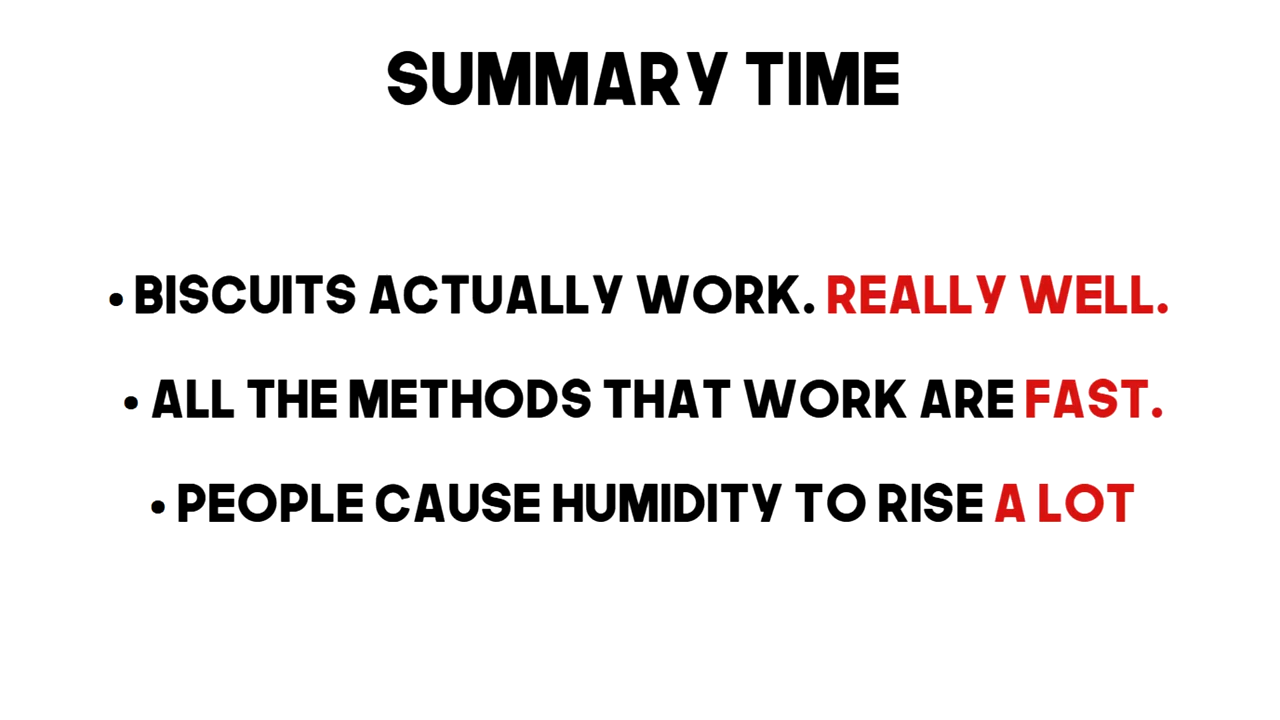 SUMMARY TIME
• BISCUITS ACTUALLY WORK. REALLY WELL.
• ALL THE METHODS THAT WORK ARE FAST.
• PEOPLE CAUSE HUMIDITY TO RISE A LOT